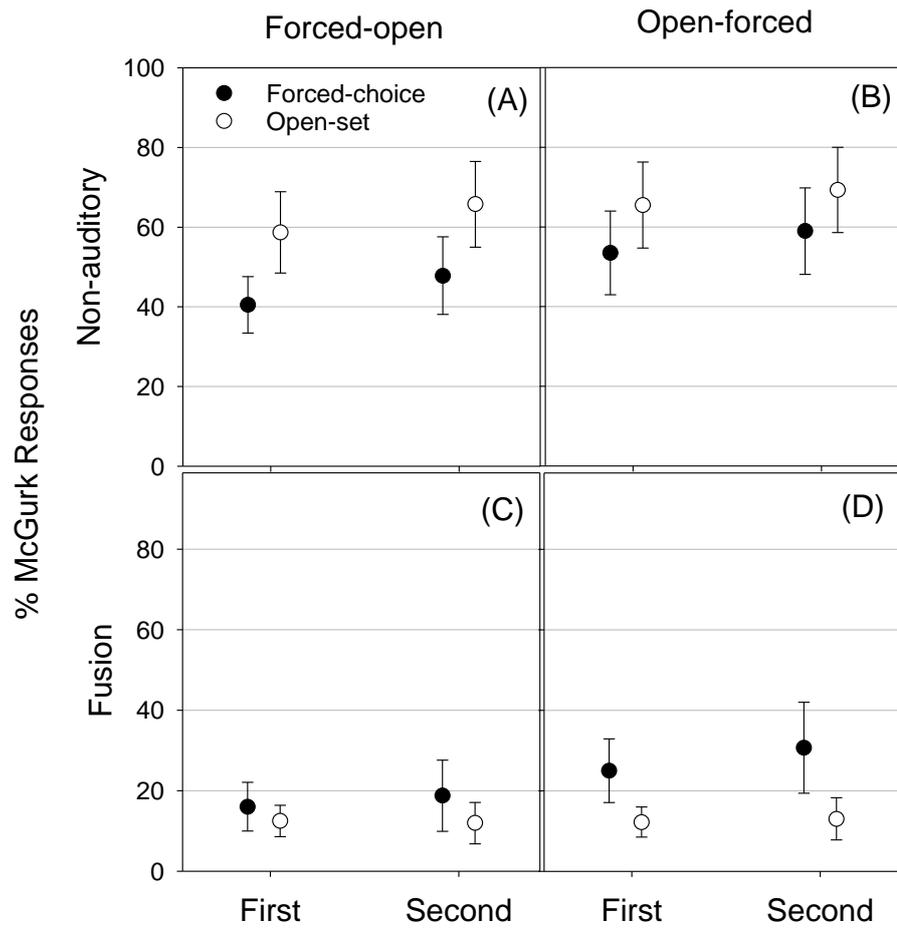 Forced-open
Open-forced
100
Forced-choice
Open-set
(A)
(B)
80
60
40
20
0
Non-auditory
% McGurk Responses
(C)
(D)
80
60
40
20
0
Fusion
First
Second
First
Second